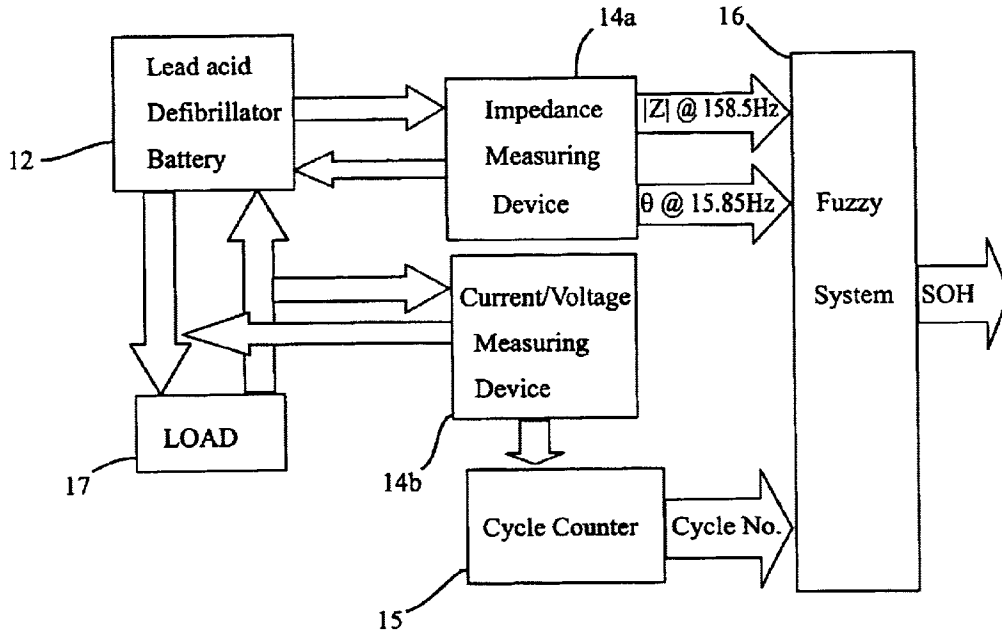 14a
16
Lead acid
Defibrillator
Battery
12
Impedance
Measuring
Device
|Z| @ 158.5Hz
θ @ 15.85Hz
Fuzzy
System
SOH
Current/Voltage
Measuring
Device
14b
LOAD
17
Cycle Counter
15
Cycle No.